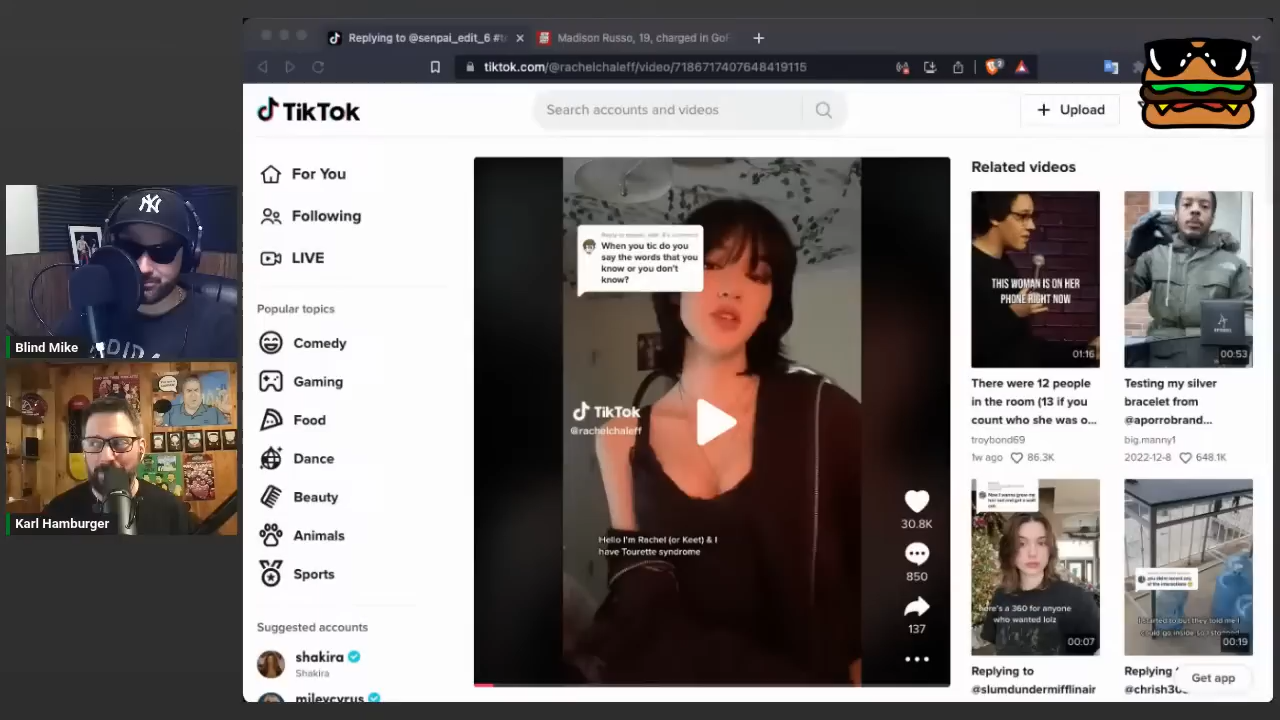 Replying to @senpai_edit_6 #t
Madison Russo, 19, charged in GoF
tiktok.com/@rachelchaleff/video/7186717407648419115
TikTok
Search accounts and videos
Upload
For You
Following
LIVE
Popular topics
Comedy
Gaming
Food
Dance
Beauty
Animals
Sports
Suggested accounts
shakira
Shakira
mileycyrus
NY
Blind Mike
Karl Hamburger
When you tic do you
say the words that you
know or you don't
know?
TikTok
@rachelchaleff
Hello I'm Rachel (or Keet) & I
have Tourette syndrome
30.8K
850
137
Related videos
THIS WOMAN IS ON HER
PHONE RIGHT NOW
01:16
There were 12 people
in the room (13 if you
count who she was o...
troybond69
1w ago 86.3K
00:53
Testing my silver
bracelet from
@aporrobrand...
big.manny1
2022-12-8 648.1K
here's a 360 for anyone
who wanted lolz
00:07
Replying to
@slumdundermifflinair
00:19
Replying
@chrish30
Get app